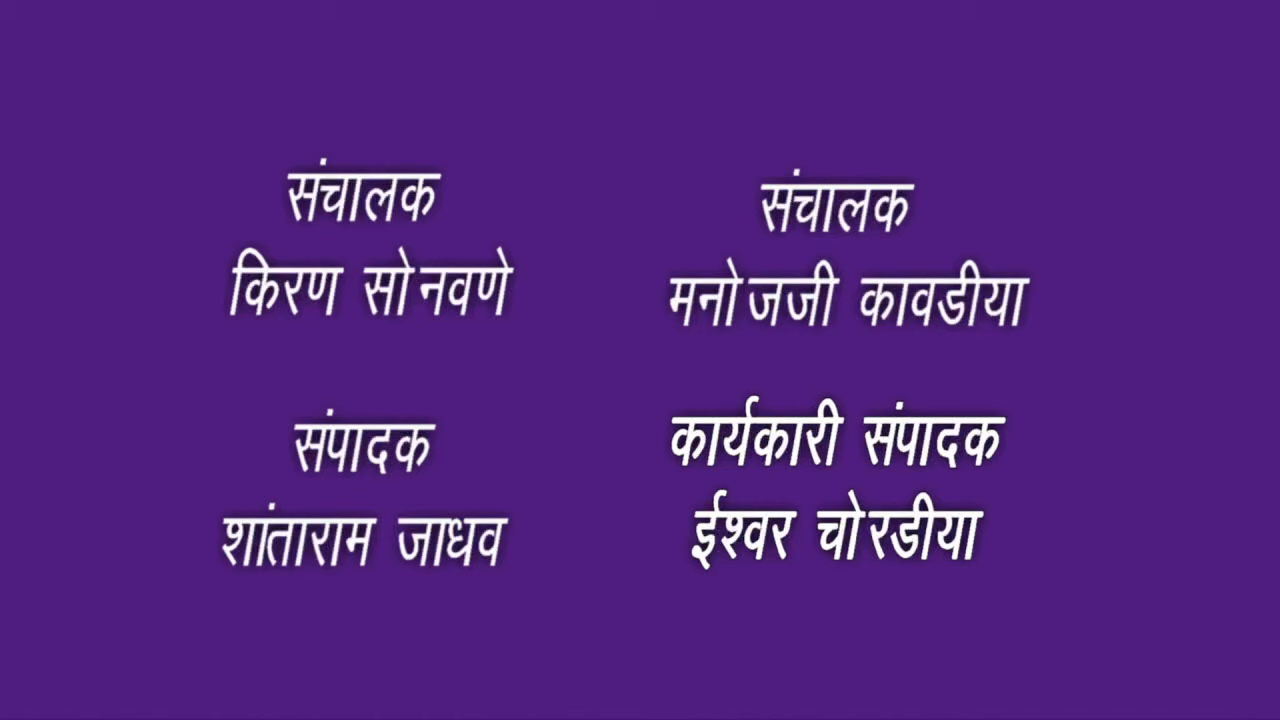 संचालक
किरण सोनवणे
संचालक
मनोजजी कावडीया
संपादक
शांताराम जाधव
कार्यकारी संपादक
ईश्वर चोरडीया